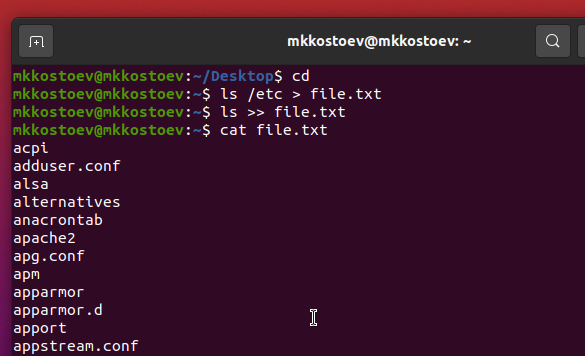 mkkostoev@mkkostoev: ~
mkkostoev@mkkostoev:~/Desktop$ cd
mkkostoev@mkkostoev:~$ ls /etc > file.txt
mkkostoev@mkkostoev:~$ ls >> file.txt
mkkostoev@mkkostoev:~$ cat file.txt
acpi
adduser.conf
alsa
alternatives
anacrontab
apache2
apg.conf
apm
apparmor
apparmor.d
apport
appstream.conf